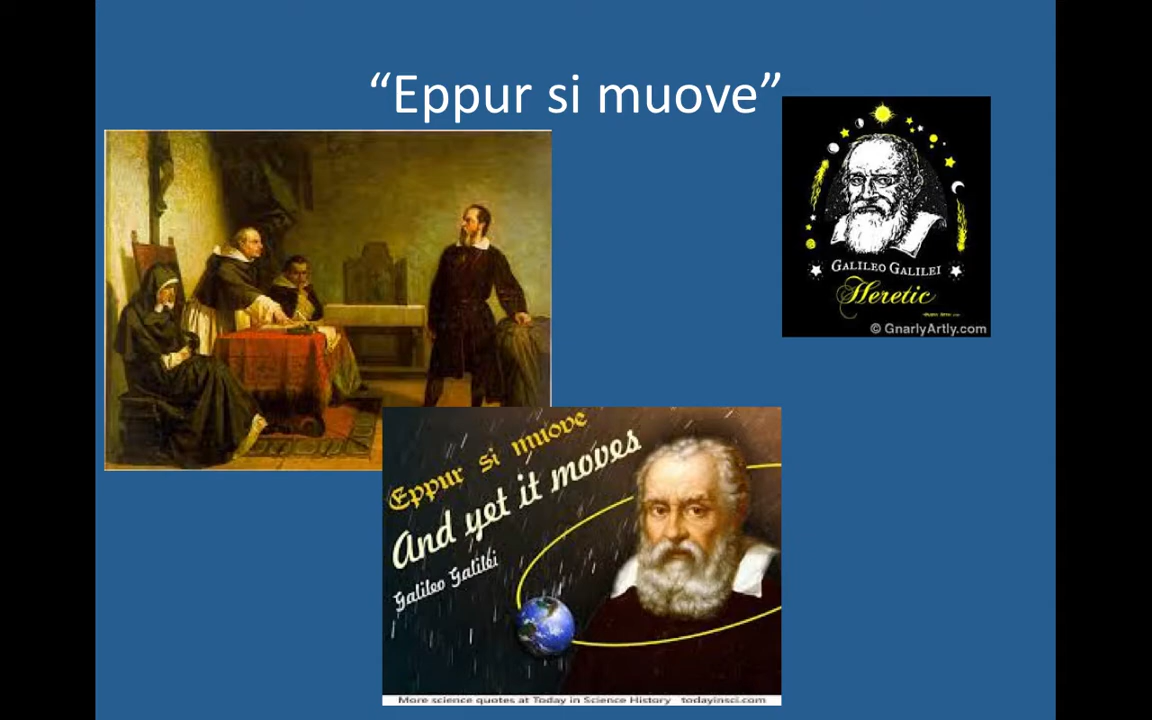 “Eppur si muove”
GALILEO GALILEI
Heretic
© GnarlyArtly.com
Eppur si muove
And yet it moves
Galileo Galilei
More science quotes at Today in Science History todayinsci.com